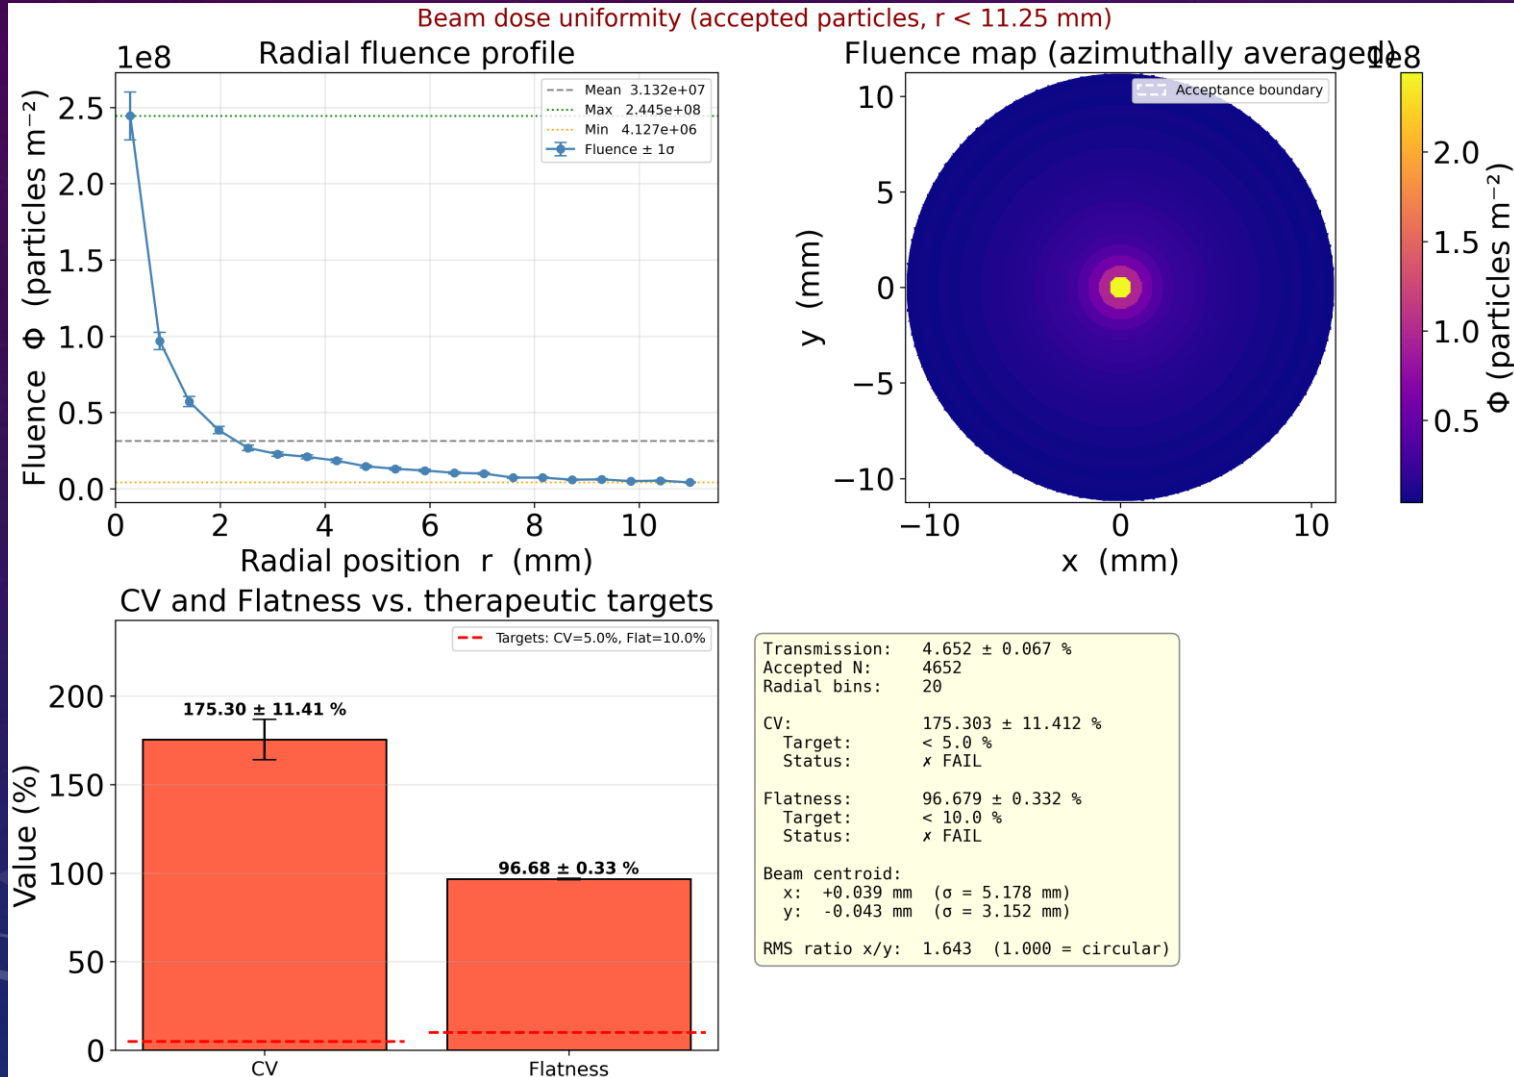 Beam dose uniformity (accepted particles, r < 11.25 mm)
Radial fluence profile
1e8
Fluence Φ (particles m⁻²)
2.5
2.0
1.5
1.0
0.5
0.0
Mean 3.132e+07
Max 2.445e+08
Min 4.127e+06
Fluence ± 1σ
0 2 4 6 8 10
Radial position r (mm)
Fluence map (azimuthally averaged)
1e8
Acceptance boundary
y (mm)
10
5
0
−5
−10
−10 0 10
x (mm)
2.0
1.5
1.0
0.5
Φ (particles m⁻²)
CV and Flatness vs. therapeutic targets
Targets: CV=5.0%, Flat=10.0%
Value (%)
200
150
100
50
0
175.30 ± 11.41 %
96.68 ± 0.33 %
CV Flatness
Transmission: 4.652 ± 0.067 %
Accepted N: 4652
Radial bins: 20
CV: 175.303 ± 11.412 %
Target: < 5.0 %
Status: ✗ FAIL
Flatness: 96.679 ± 0.332 %
Target: < 10.0 %
Status: ✗ FAIL
Beam centroid:
x: +0.039 mm (σ = 5.178 mm)
y: -0.043 mm (σ = 3.152 mm)
RMS ratio x/y: 1.643 (1.000 = circular)